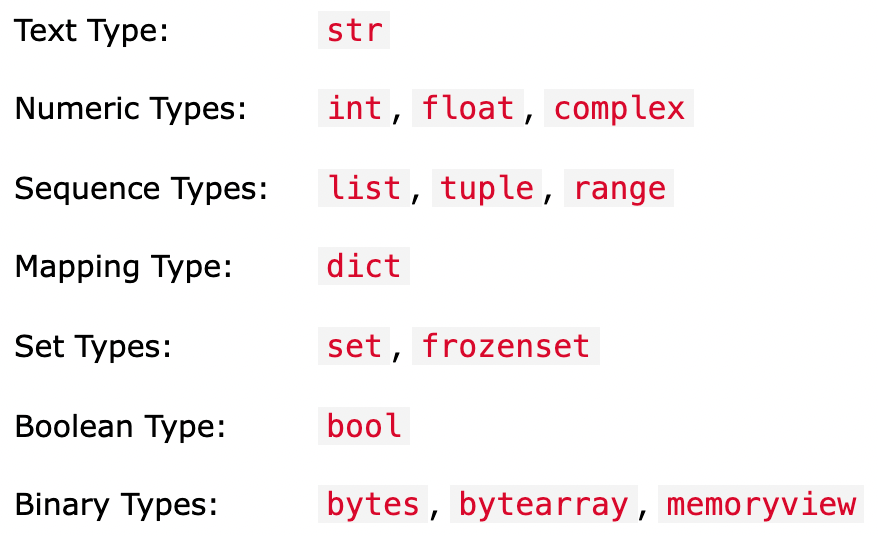 Text Type: str
Numeric Types: int, float, complex
Sequence Types: list, tuple, range
Mapping Type: dict
Set Types: set, frozenset
Boolean Type: bool
Binary Types: bytes, bytearray, memoryview